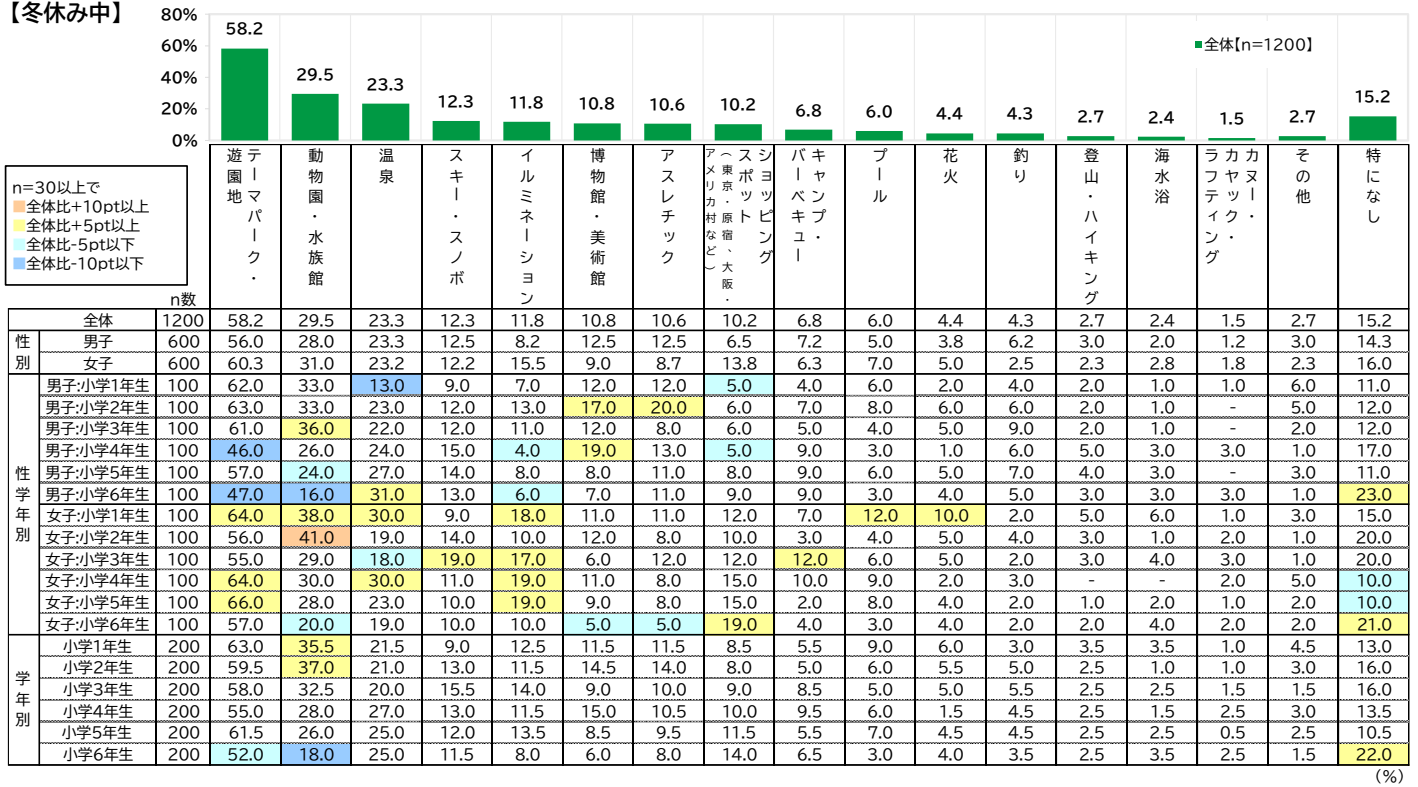 【冬休み中】
80%
60%
40%
20%
0%
■全体【n=1200】
58.2 29.5 23.3 12.3 11.8 10.8 10.6 10.2 6.8 6.0 4.4 4.3 2.7 2.4 1.5 2.7 15.2
n=30以上で
全体比+10pt以上
全体比+5pt以上
全体比-5pt以下
全体比-10pt以下
n数
テーマパーク・
遊園地
動物園・水族館
温泉
スキー・スノボ
イルミネーション
博物館・美術館
アスレチック
ショッピング
スポット
（東京・原宿、大阪・
アメリカ村など）
キャンプ・
バーベキュー
プール
花火
釣り
登山・ハイキング
海水浴
カヌー・
カヤック・
ラフティング
その他
特になし
全体 1200 58.2 29.5 23.3 12.3 11.8 10.8 10.6 10.2 6.8 6.0 4.4 4.3 2.7 2.4 1.5 2.7 15.2
性別
男子 600 56.0 28.0 23.3 12.5 8.2 12.5 12.5 6.5 7.2 5.0 3.8 6.2 3.0 2.0 1.2 3.0 14.3
女子 600 60.3 31.0 23.2 12.2 15.5 9.0 8.7 13.8 6.3 7.0 5.0 2.5 2.3 2.8 1.8 2.3 16.0
性学年別
男子:小学1年生 100 62.0 33.0 13.0 9.0 7.0 12.0 12.0 5.0 4.0 6.0 2.0 4.0 2.0 1.0 1.0 6.0 11.0
男子:小学2年生 100 63.0 33.0 23.0 12.0 13.0 17.0 20.0 6.0 7.0 8.0 6.0 6.0 2.0 1.0 - 5.0 12.0
男子:小学3年生 100 61.0 36.0 22.0 12.0 11.0 12.0 8.0 6.0 5.0 4.0 5.0 9.0 2.0 1.0 - 2.0 12.0
男子:小学4年生 100 46.0 26.0 24.0 15.0 4.0 19.0 13.0 5.0 9.0 3.0 1.0 6.0 5.0 3.0 3.0 1.0 17.0
男子:小学5年生 100 57.0 24.0 27.0 14.0 8.0 8.0 11.0 8.0 9.0 6.0 5.0 7.0 4.0 3.0 - 3.0 11.0
男子:小学6年生 100 47.0 16.0 31.0 13.0 6.0 7.0 11.0 9.0 9.0 3.0 4.0 5.0 3.0 3.0 3.0 1.0 23.0
女子:小学1年生 100 64.0 38.0 30.0 9.0 18.0 11.0 11.0 12.0 7.0 12.0 10.0 2.0 5.0 6.0 1.0 3.0 15.0
女子:小学2年生 100 56.0 41.0 19.0 14.0 10.0 12.0 8.0 10.0 3.0 4.0 5.0 4.0 3.0 1.0 2.0 1.0 20.0
女子:小学3年生 100 55.0 29.0 18.0 19.0 17.0 6.0 12.0 12.0 12.0 6.0 5.0 2.0 3.0 4.0 3.0 1.0 20.0
女子:小学4年生 100 64.0 30.0 30.0 11.0 19.0 11.0 8.0 15.0 10.0 9.0 2.0 3.0 - - 2.0 5.0 10.0
女子:小学5年生 100 66.0 28.0 23.0 10.0 19.0 9.0 8.0 15.0 2.0 8.0 4.0 2.0 1.0 2.0 1.0 2.0 10.0
女子:小学6年生 100 57.0 20.0 19.0 10.0 10.0 5.0 5.0 19.0 4.0 3.0 4.0 2.0 2.0 4.0 2.0 2.0 21.0
学年別
小学1年生 200 63.0 35.5 21.5 9.0 12.5 11.5 11.5 8.5 5.5 9.0 6.0 3.0 3.5 3.5 1.0 4.5 13.0
小学2年生 200 59.5 37.0 21.0 13.0 11.5 14.5 14.0 8.0 5.0 6.0 5.5 5.0 2.5 1.0 1.0 3.0 16.0
小学3年生 200 58.0 32.5 20.0 15.5 14.0 9.0 10.0 9.0 8.5 5.0 5.0 5.5 2.5 2.5 1.5 1.5 16.0
小学4年生 200 55.0 28.0 27.0 13.0 11.5 15.0 10.5 10.0 9.5 6.0 1.5 4.5 2.5 1.5 2.5 3.0 13.5
小学5年生 200 61.5 26.0 25.0 12.0 13.5 8.5 9.5 11.5 5.5 7.0 4.5 4.5 2.5 2.5 0.5 2.5 10.5
小学6年生 200 52.0 18.0 25.0 11.5 8.0 6.0 8.0 14.0 6.5 3.0 4.0 3.5 2.5 3.5 2.5 1.5 22.0
(%)